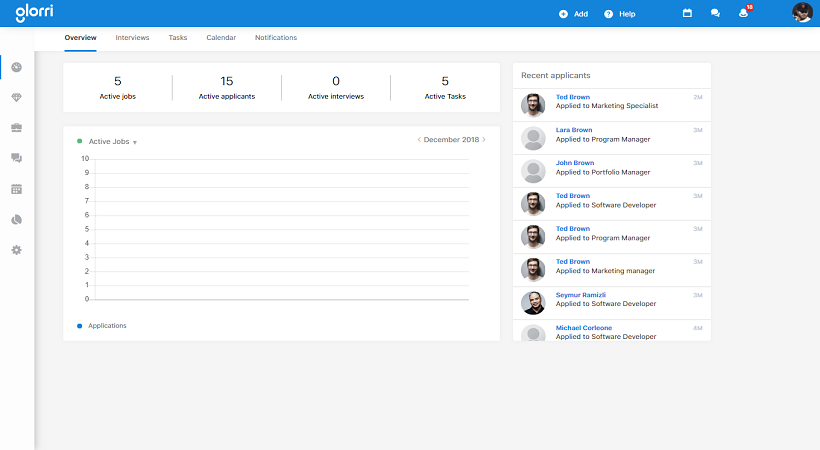 glorri
Add
Help
18
Overview
Interviews
Tasks
Calendar
Notifications
5
Active jobs
15
Active applicants
0
Active interviews
5
Active Tasks
Active Jobs
December 2018
10
9
8
7
6
5
4
3
2
1
0
Applications
Recent applicants
Ted Brown 2M
Applied to Marketing Specialist
Lara Brown 3M
Applied to Program Manager
John Brown 3M
Applied to Portfolio Manager
Ted Brown 3M
Applied to Software Developer
Ted Brown 3M
Applied to Program Manager
Ted Brown 3M
Applied to Marketing manager
Seymur Ramizli 3M
Applied to Software Developer
Michael Corleone 4M
Applied to Software Developer